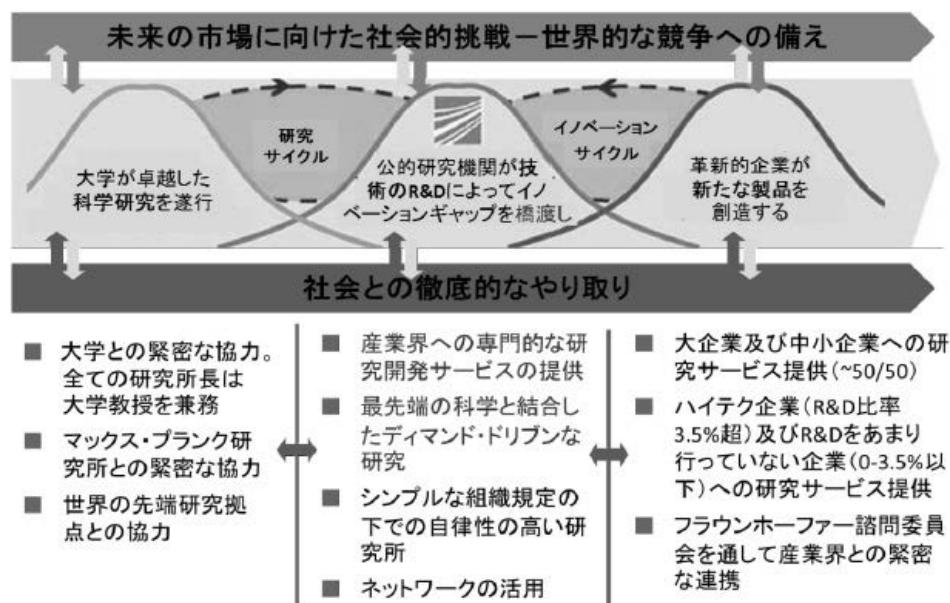 未来の市場に向けた社会的挑戦－世界的な競争への備え
研究
サイクル
イノベーション
サイクル
大学が卓越した
科学研究を遂行
公的研究機関が技
術のR&Dによってイノ
ベーションギャップを橋渡し
革新的企業が
新たな製品を
創造する
社会との徹底的なやり取り
■ 大学との緊密な協力。
全ての研究所長は
大学教授を兼務
■ マックス・プランク研
究所との緊密な協力
■ 世界の先端研究拠
点との協力
■ 産業界への専門的な研
究開発サービスの提供
■ 最先端の科学と結合し
たディマンド・ドリブンな
研究
■ シンプルな組織規定の
下での自律性の高い研
究所
■ ネットワークの活用
■ 大企業及び中小企業への研
究サービス提供(~50/50)
■ ハイテク企業(R&D比率
3.5%超)及びR&Dをあまり
行っていない企業(0-3.5%以
下)への研究サービス提供
■ フラウンホーファー諮問委員
会を通して産業界との緊密
な連携